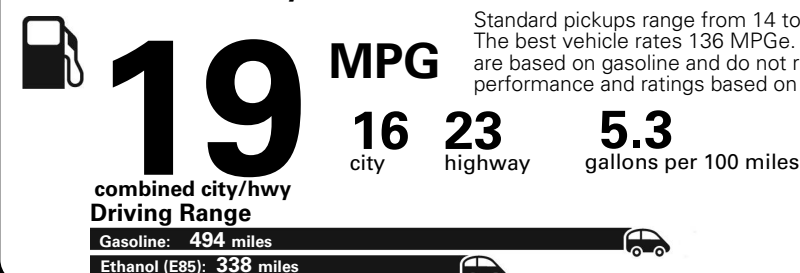 Standard pickups range from 14 to
The best vehicle rates 136 MPGe.
are based on gasoline and do not
performance and ratings based on
19 MPG
16 23 5.3
city highway gallons per 100 miles
combined city/hwy
Driving Range
Gasoline: 494 miles
Ethanol (E85): 338 miles